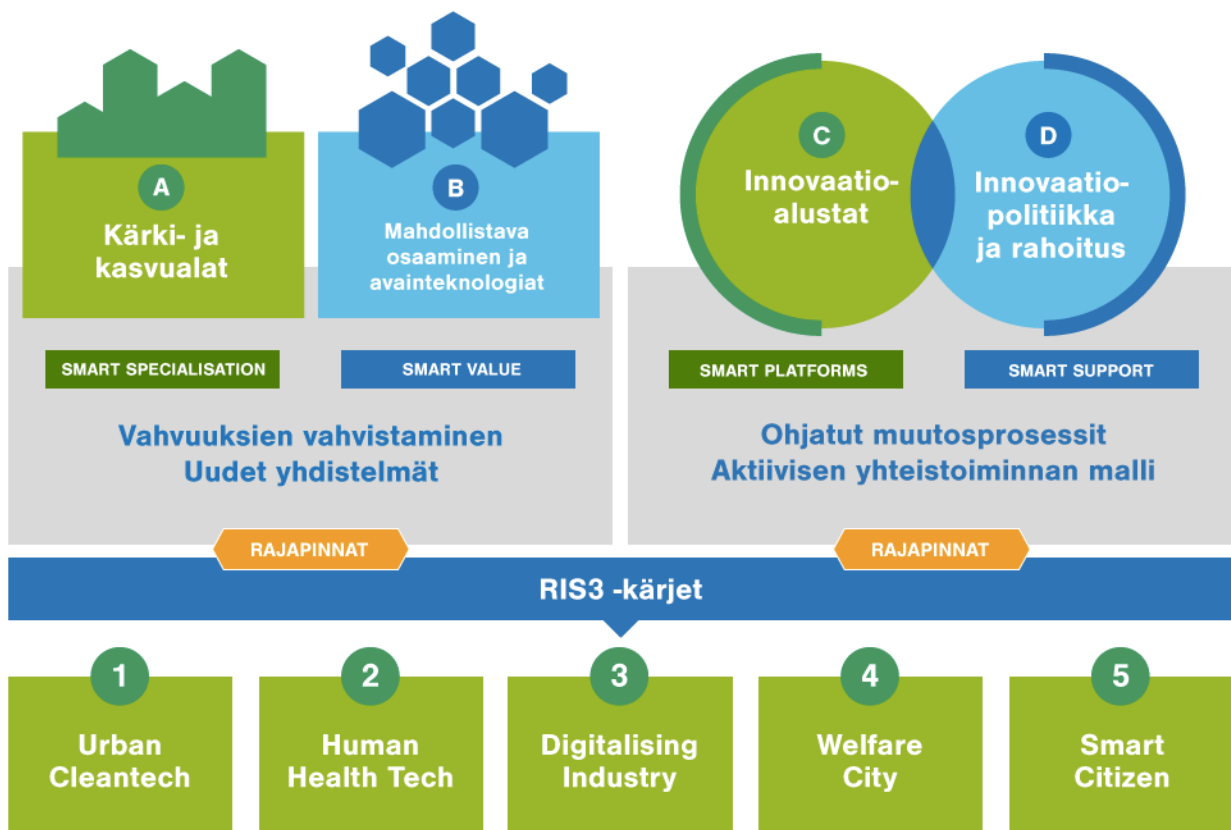 A
Kärki- ja
kasvualat
B
Mahdollistava
osaaminen ja
avainteknologiat
C
Innovaatio-
alustat
D
Innovaatio-
politiikka
ja rahoitus
SMART SPECIALISATION
SMART VALUE
SMART PLATFORMS
SMART SUPPORT
Vahvuuksien vahvistaminen
Uudet yhdistelmät
Ohjatut muutosprosessit
Aktiivisen yhteistoiminnan malli
RAJAPINNAT
RAJAPINNAT
RIS3 -kärjet
1
Urban
Cleantech
2
Human
Health Tech
3
Digitalising
Industry
4
Welfare
City
5
Smart
Citizen